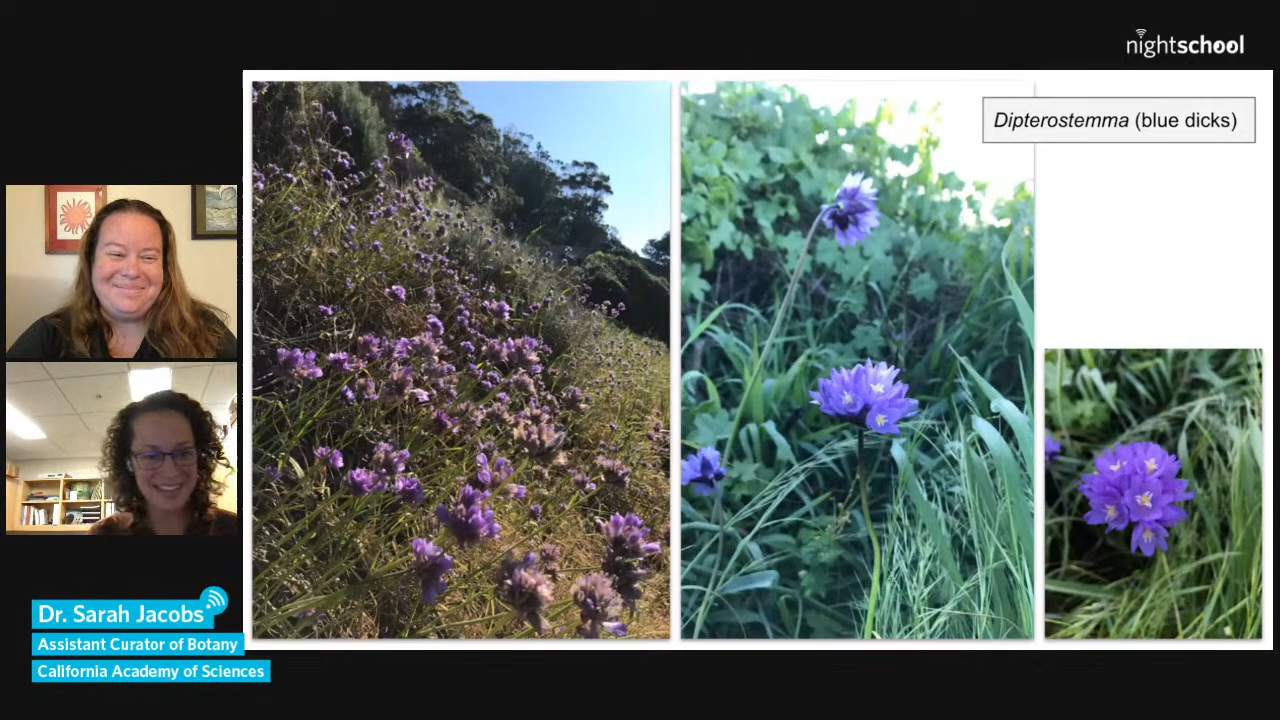 nightschool
Dipterostemma (blue dicks)
Dr. Sarah Jacobs
Assistant Curator of Botany
California Academy of Sciences